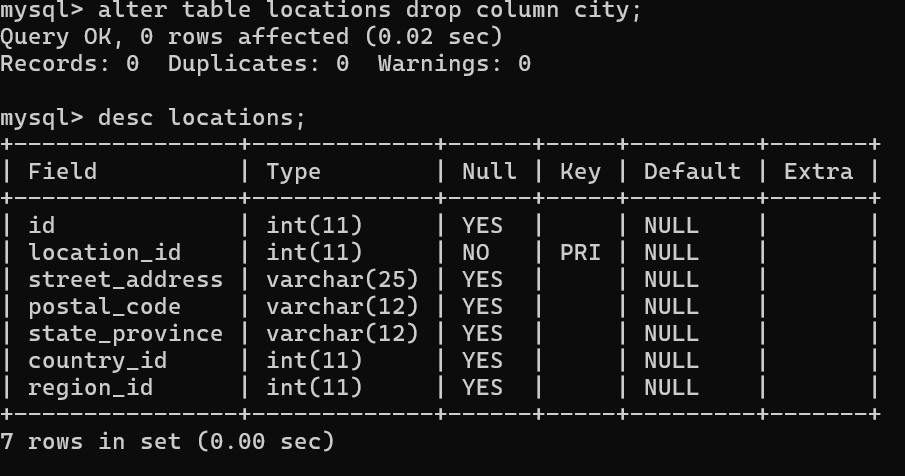 mysql> alter table locations drop column city;
Query OK, 0 rows affected (0.02 sec)
Records: 0  Duplicates: 0  Warnings: 0

mysql> desc locations;
+----------------+-------------+------+-----+---------+-------+
| Field          | Type        | Null | Key | Default | Extra |
+----------------+-------------+------+-----+---------+-------+
| id             | int(11)     | YES  |     | NULL    |       |
| location_id    | int(11)     | NO   | PRI | NULL    |       |
| street_address | varchar(25) | YES  |     | NULL    |       |
| postal_code    | varchar(12) | YES  |     | NULL    |       |
| state_province | varchar(12) | YES  |     | NULL    |       |
| country_id     | int(11)     | YES  |     | NULL    |       |
| region_id      | int(11)     | YES  |     | NULL    |       |
+----------------+-------------+------+-----+---------+-------+
7 rows in set (0.00 sec)